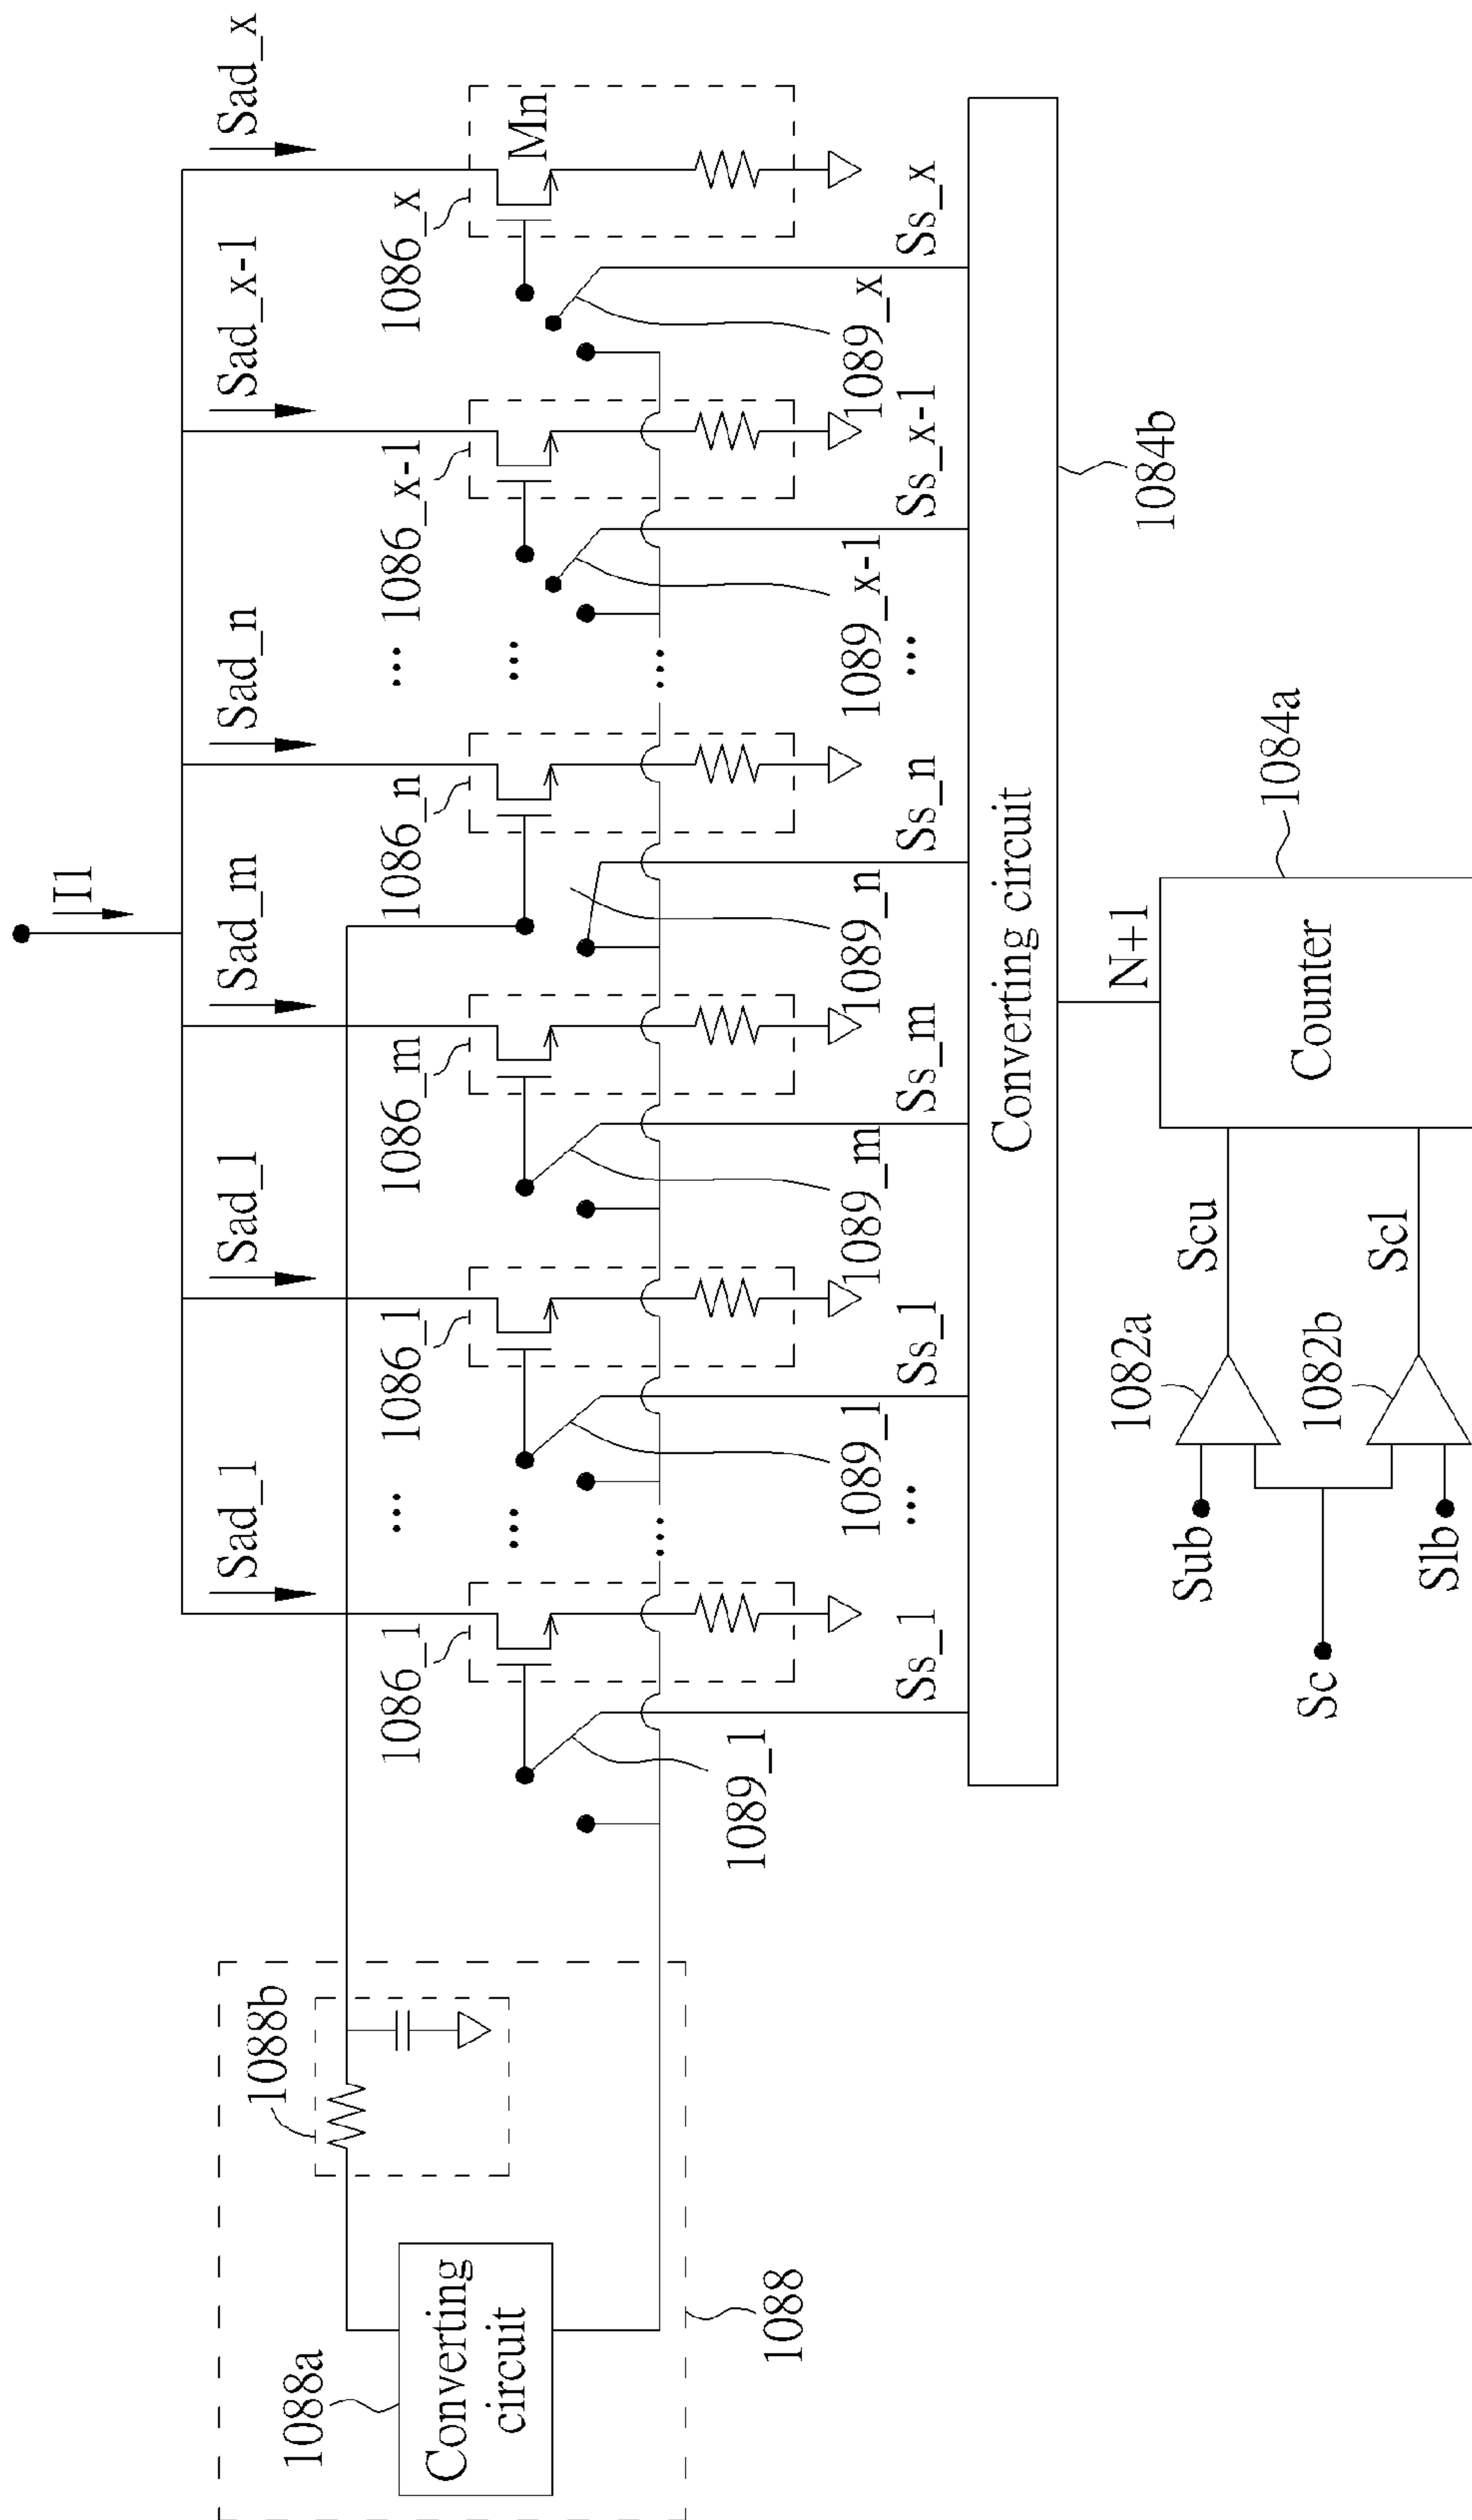 I1
Sad_1
Sad_l
Sad_m
Sad_n
Sad_x-1
Sad_x
1088b
1088a
1086_1
...
1086_l
1086_m
1086_n
...
1086_x-1
1086_x
Mn
Converting
circuit
...
...
...
...
1088
1089_1
1089_l
1089_m
1089_n
1089_x-1
1089_x
Ss_1
...
Ss_l
Ss_m
Ss_n
...
Ss_x-1
Ss_x
Converting circuit
1084b
N+1
1082a
Sub
Scu
Counter
1084a
Sc
1082b
Slb
Scl